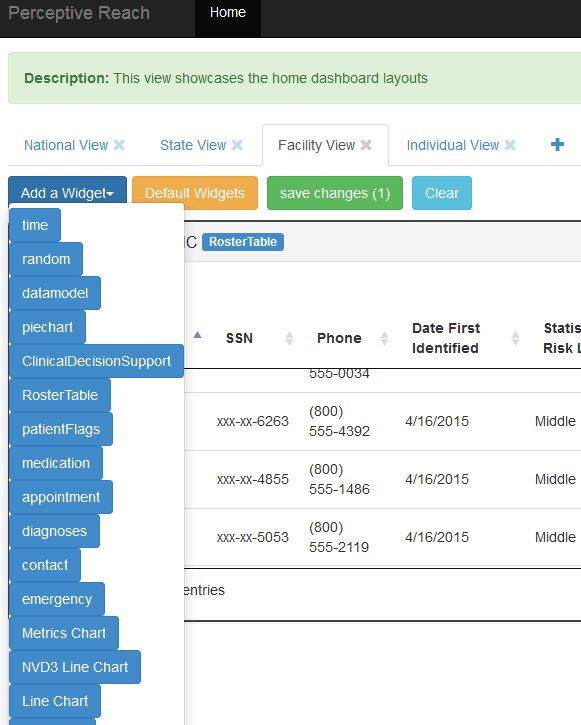 Perceptive Reach Home
Description: This view showcases the home dashboard layouts
National View ✖ State View ✖ Facility View ✖ Individual View ✖ +
Add a Widget Default Widgets save changes (1) Clear
time
random
datamodel
piechart
ClinicalDecisionSupport
RosterTable
patientFlags
medication
appointment
diagnoses
contact
emergency
Metrics Chart
NVD3 Line Chart
Line Chart
IC RosterTable
SSN Phone Date First Statis
Identified Risk L
555-0034
xxx-xx-6263 (800) 4/16/2015 Middle
555-4392
xxx-xx-4855 (800) 4/16/2015 Middle
555-1486
xxx-xx-5053 (800) 4/16/2015 Middle
555-2119
entries